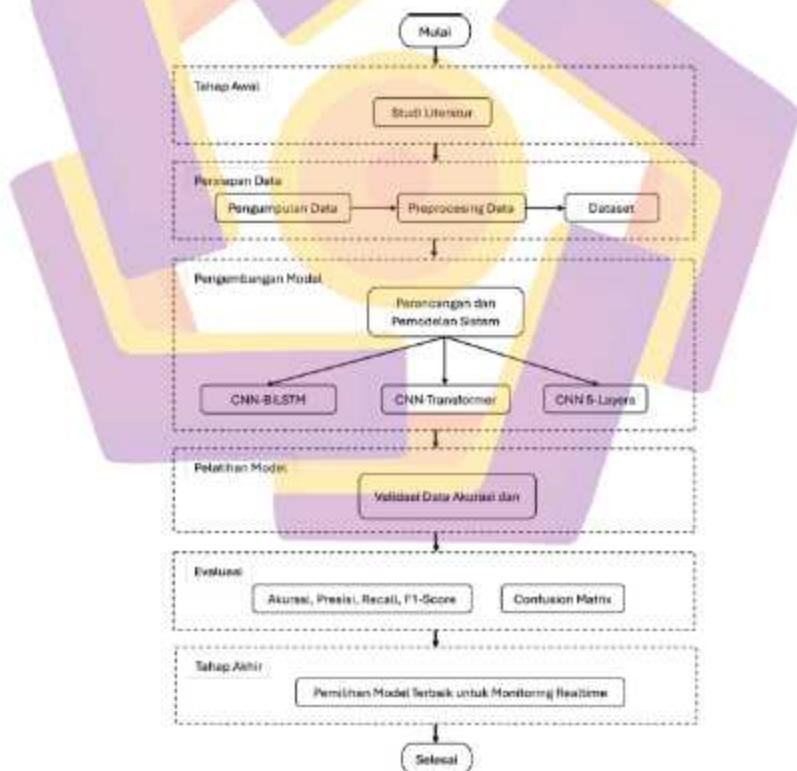 Mulai
Tahap Awal
Studi Literatur
Persiapan Data
Pengumpulan Data
Preprocesing Data
Dataset
Pengembangan Model
Perancangan dan
Pemodelan Sistem
CNN-BiLSTM
CNN-Transformer
CNN 5-Layers
Pelatihan Model
Validasi Data Akurasi dan
Evaluasi
Akurasi, Presisi, Recall, F1-Score
Confusion Matrix
Tahap Akhir
Pemilihan Model Terbaik untuk Monitoring Realtime
Selesai